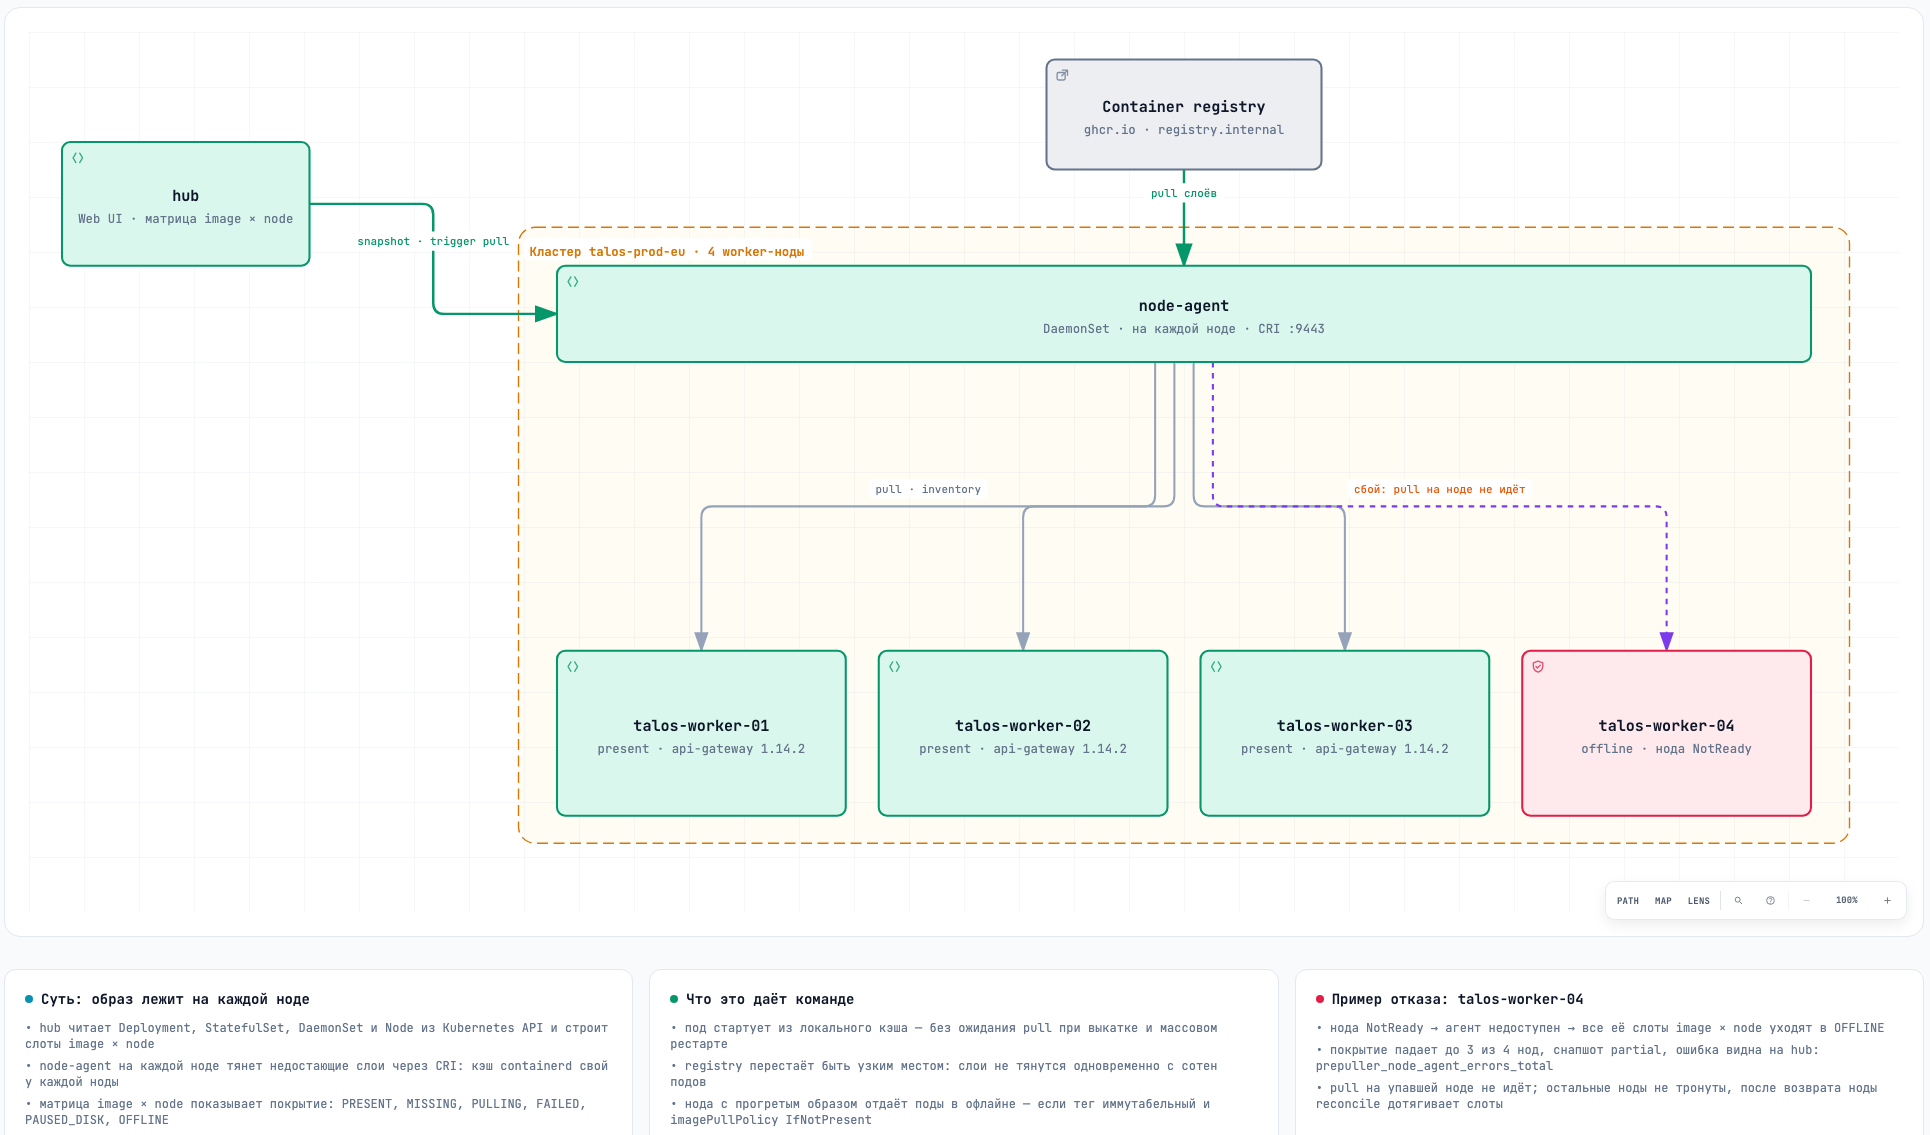 Container registry
ghcr.io · registry.internal
hub
Web UI · матрица image × node
pull слоёв
snapshot · trigger pull
Кластер talos-prod-eu · 4 worker-ноды
node-agent
DaemonSet · на каждой ноде · CRI :9443
pull · inventory
сбой: pull на ноде не идёт
talos-worker-01
present · api-gateway 1.14.2
talos-worker-02
present · api-gateway 1.14.2
talos-worker-03
present · api-gateway 1.14.2
talos-worker-04
offline · нода NotReady
PATH MAP LENS − 100% +
Суть: образ лежит на каждой ноде
• hub читает Deployment, StatefulSet, DaemonSet и Node из Kubernetes API и строит
слоты image × node
• node-agent на каждой ноде тянет недостающие слои через CRI: кэш containerd свой
у каждой ноды
• матрица image × node показывает покрытие: PRESENT, MISSING, PULLING, FAILED,
PAUSED_DISK, OFFLINE
Что это даёт команде
• под стартует из локального кэша — без ожидания pull при выкатке и массовом
рестарте
• registry перестаёт быть узким местом: слои не тянутся одновременно с сотен
подов
• нода с прогретым образом отдаёт поды в офлайне — если тег иммутабельный и
imagePullPolicy IfNotPresent
Пример отказа: talos-worker-04
• нода NotReady → агент недоступен → все её слоты image × node уходят в OFFLINE
• покрытие падает до 3 из 4 нод, снапшот partial, ошибка видна на hub:
prepuller_node_agent_errors_total
• pull на упавшей ноде не идёт; остальные ноды не тронуты, после возврата ноды
reconcile дотягивает слоты